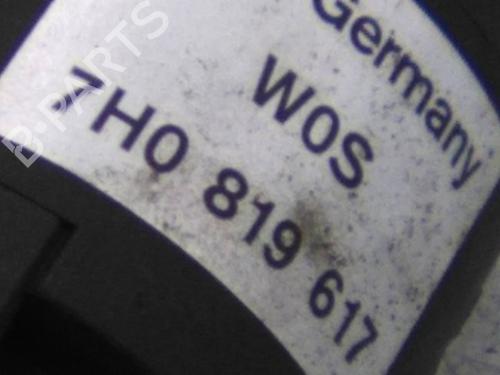 Germany
W0S
7H0 819 617
B-PARTS